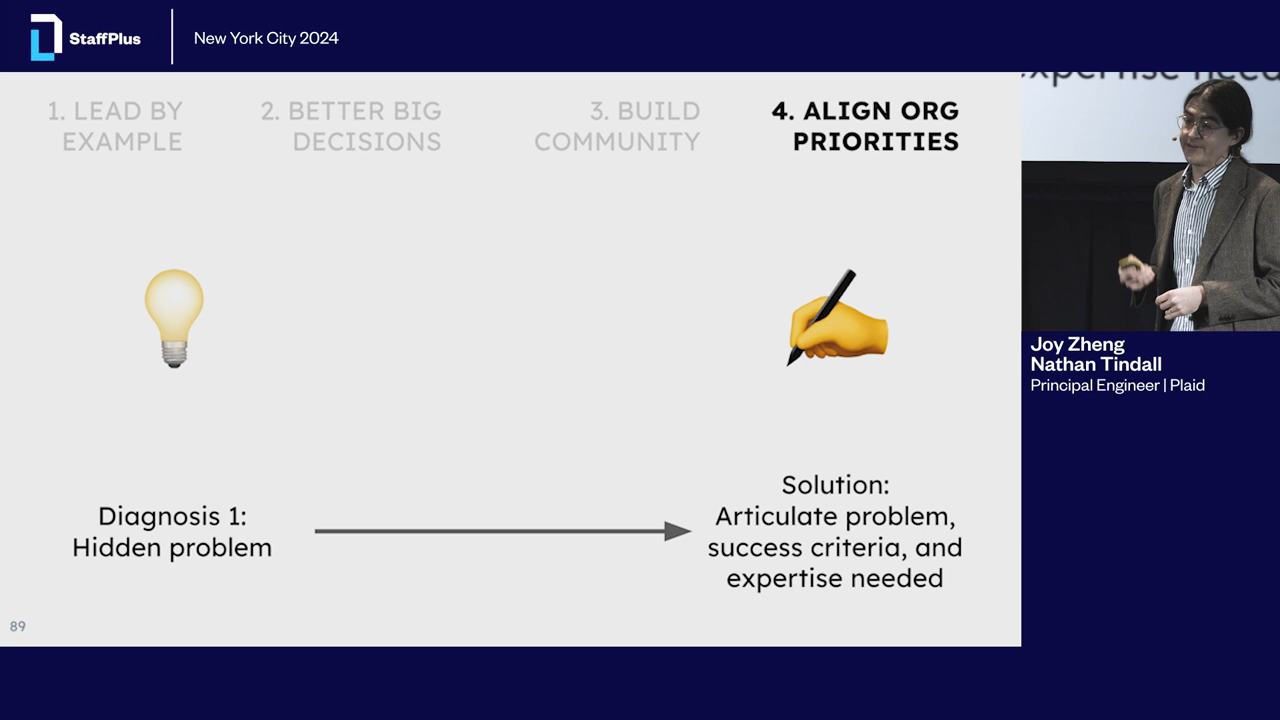 StaffPlus
New York City 2024
1. LEAD BY
EXAMPLE
2. BETTER BIG
DECISIONS
3. BUILD
COMMUNITY
4. ALIGN ORG
PRIORITIES
Diagnosis 1:
Hidden problem
Solution:
Articulate problem,
success criteria, and
expertise needed
89
Joy Zheng
Nathan Tindall
Principal Engineer | Plaid